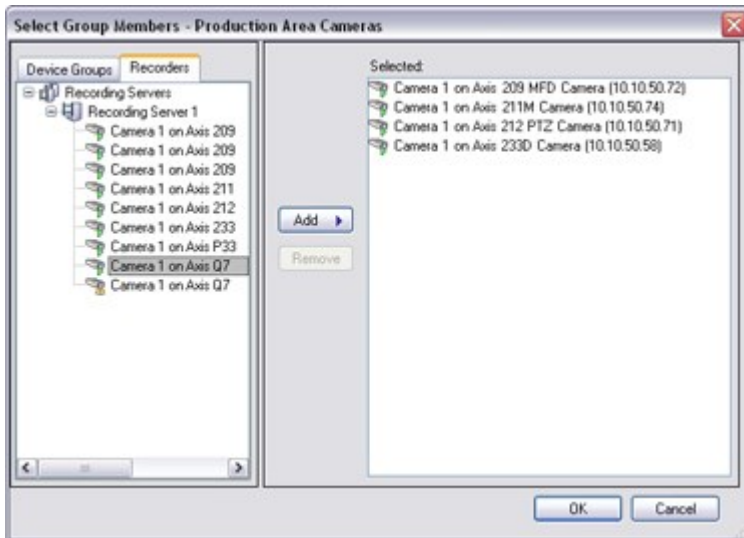 Select Group Members - Production Area Cameras
Device Groups
Recorders
Recording Servers
Recording Server 1
Camera 1 on Axis 209
Camera 1 on Axis 209
Camera 1 on Axis 209
Camera 1 on Axis 211
Camera 1 on Axis 212
Camera 1 on Axis 233
Camera 1 on Axis P33
Camera 1 on Axis Q7
Camera 1 on Axis Q7
Add
Remove
Selected:
Camera 1 on Axis 209 MFD Camera (10.10.50.72)
Camera 1 on Axis 211M Camera (10.10.50.74)
Camera 1 on Axis 212 PTZ Camera (10.10.50.71)
Camera 1 on Axis 233D Camera (10.10.50.58)
OK
Cancel